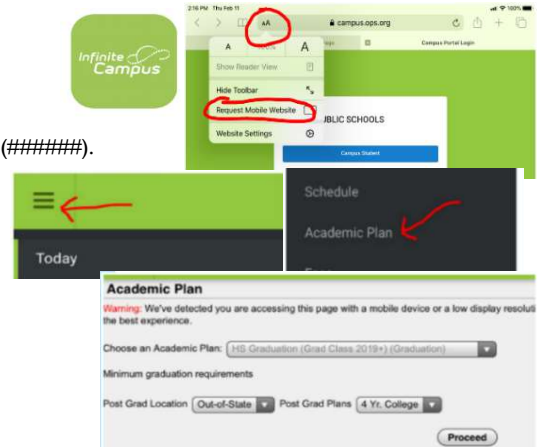 2:16 PM Thu Feb 11
100%
AA
campus.ops.org
Infinite
Campus
A
A
Campus Portal Login
Show Reader View
Hide Toolbar
Request Mobile Website
UBLIC SCHOOLS
Website Settings
Campus Student
(######).
Schedule
Academic Plan
Today
Academic Plan
Warning: We've detected you are accessing this page with a mobile device or a low display resoluti
the best experience.
Choose an Academic Plan: HS Graduation (Grad Class 2019+) (Graduation)
Minimum graduation requirements
Post Grad Location Out-of-State Post Grad Plans 4 Yr. College
Proceed